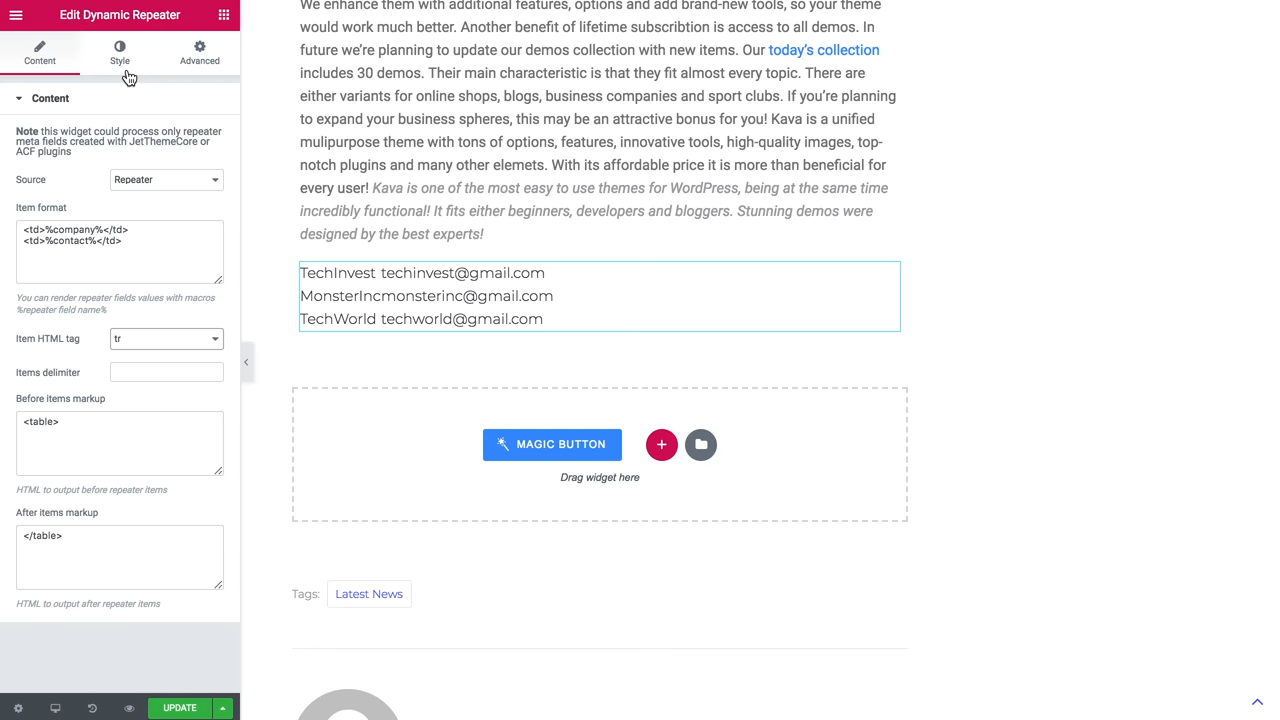 Edit Dynamic Repeater
Content
Style
Advanced
Content
Note this widget could process only repeater
meta fields created with JetThemeCore or
ACF plugins
Source
Repeater
Item format
<td>%company%</td>
<td>%contact%</td>
You can render repeater fields values with macros
%repeater field name%
Item HTML tag
tr
Items delimiter
Before items markup
<table>
HTML to output before repeater items
After items markup
</table>
HTML to output after repeater items
UPDATE
We enhance them with additional features, options and add brand-new tools, so your theme
would work much better. Another benefit of lifetime subscribtion is access to all demos. In
future we're planning to update our demos collection with new items. Our today's collection
includes 30 demos. Their main characteristic is that they fit almost every topic. There are
either variants for online shops, blogs, business companies and sport clubs. If you're planning
to expand your business spheres, this may be an attractive bonus for you! Kava is a unified
mulipurpose theme with tons of options, features, innovative tools, high-quality images, top-
notch plugins and many other elemets. With its affordable price it is more than beneficial for
every user! Kava is one of the most easy to use themes for WordPress, being at the same time
incredibly functional! It fits either beginners, developers and bloggers. Stunning demos were
designed by the best experts!
TechInvest techinvest@gmail.com
MonsterIncmonsterinc@gmail.com
TechWorld techworld@gmail.com
MAGIC BUTTON
Drag widget here
Tags: Latest News